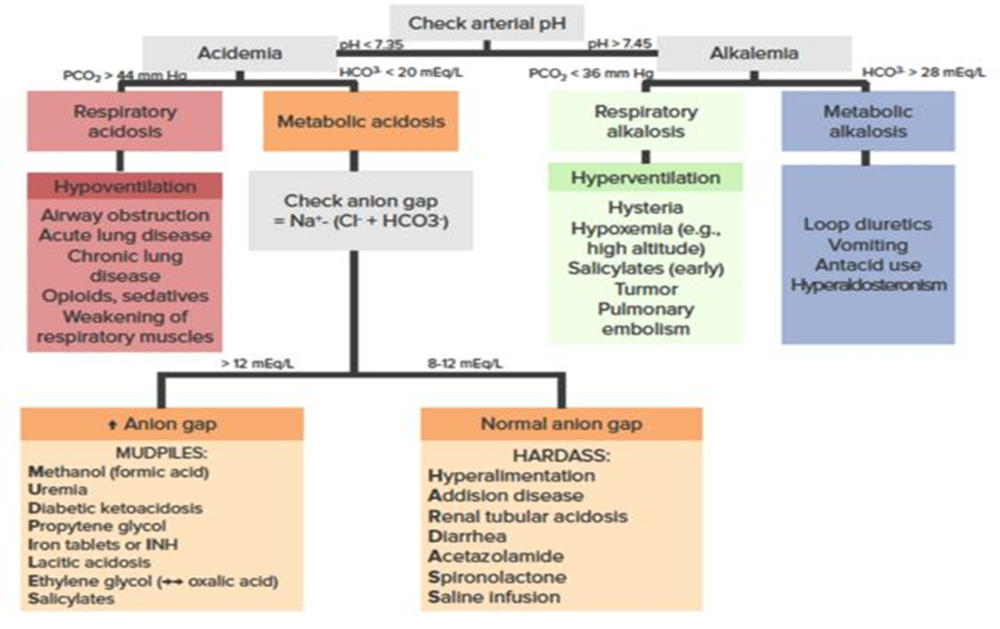 Check arterial pH
pH < 7.35
pH > 7.45
Acidemia
Alkalemia
PCO₂ > 44 mm Hg
HCO³⁻ < 20 mEq/L
PCO₂ < 36 mm Hg
HCO³⁻ > 28 mEq/L
Respiratory
acidosis
Metabolic acidosis
Respiratory
alkalosis
Metabolic
alkalosis
Hypoventilation
Airway obstruction
Acute lung disease
Chronic lung
disease
Opioids, sedatives
Weakening of
respiratory muscles
Check anion gap
= Na⁺- (Cl⁻ + HCO3⁻)
Hyperventilation
Hysteria
Hypoxemia (e.g.,
high altitude)
Salicylates (early)
Turmor
Pulmonary
embolism
Loop diuretics
Vomiting
Antacid use
Hyperaldosteronism
> 12 mEq/L
8-12 mEq/L
↑ Anion gap
MUDPILES:
Methanol (formic acid)
Uremia
Diabetic ketoacidosis
Propytene glycol
Iron tablets or INH
Lacitic acidosis
Ethylene glycol (→→ oxalic acid)
Salicylates
Normal anion gap
HARDASS:
Hyperalimentation
Addision disease
Renal tubular acidosis
Diarrhea
Acetazolamide
Spironolactone
Saline infusion